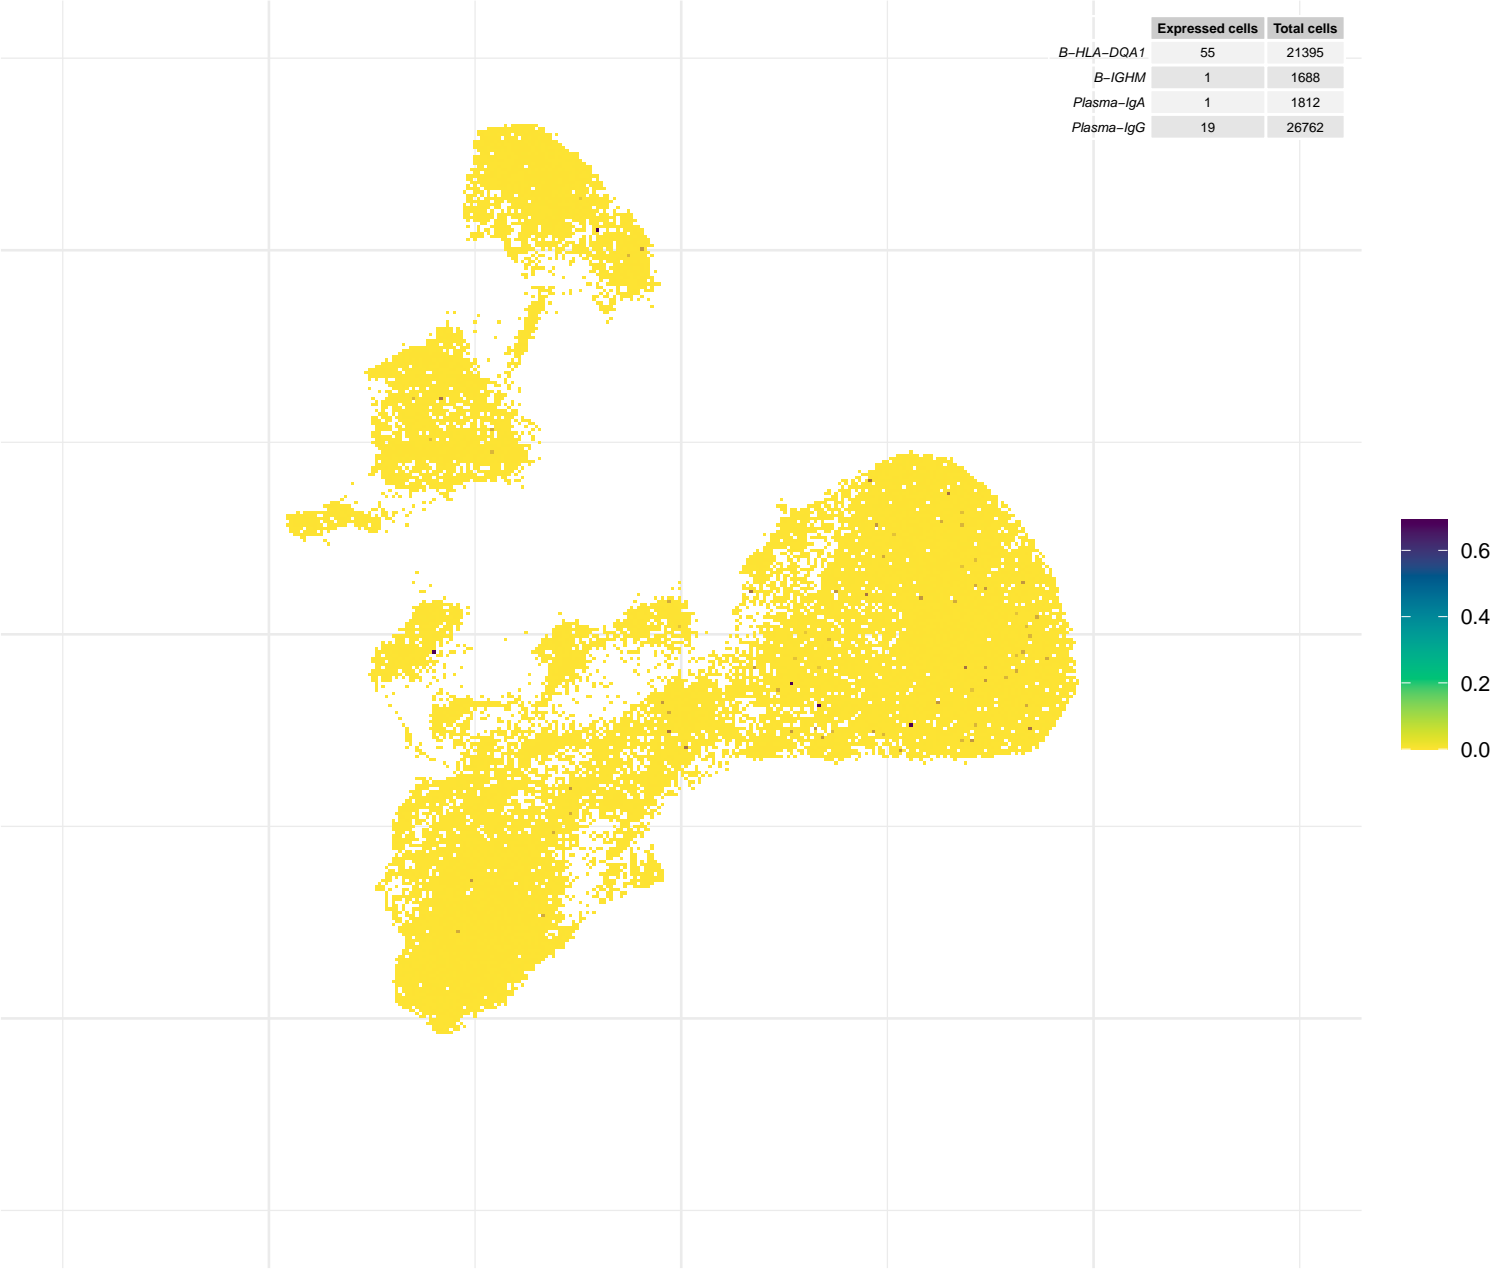 Expressed cells Total cells
B−HLA−DQA1 55 21395
B−IGHM 1 1688
Plasma−IgA 1 1812
Plasma−IgG 19 26762
0.6
0.4
0.2
0.0